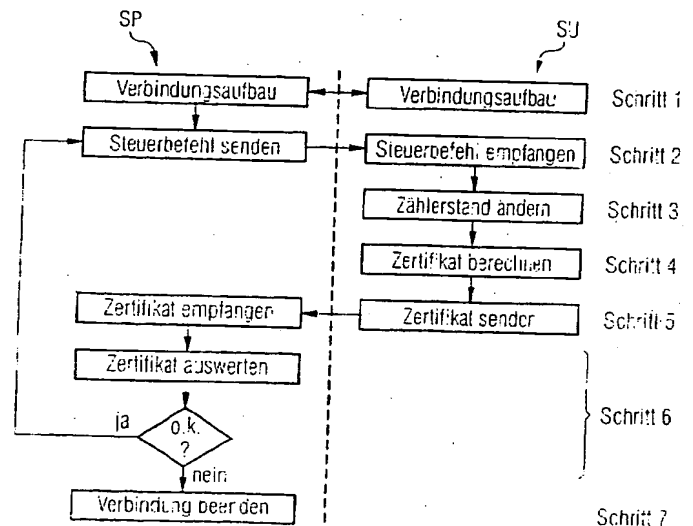 SP SU
Verbindungsaufbau Verbindungsaufbau Schritt 1
Steuerbefehl senden Steuerbefehl empfangen Schritt 2
Zählerstand ändern Schritt 3
Zertifikat berechnen Schritt 4
Zertifikat empfangen Zertifikat senden Schritt 5
Zertifikat auswerten
ja o.k. Schritt 6
?
nein
Verbindung beenden Schritt 7